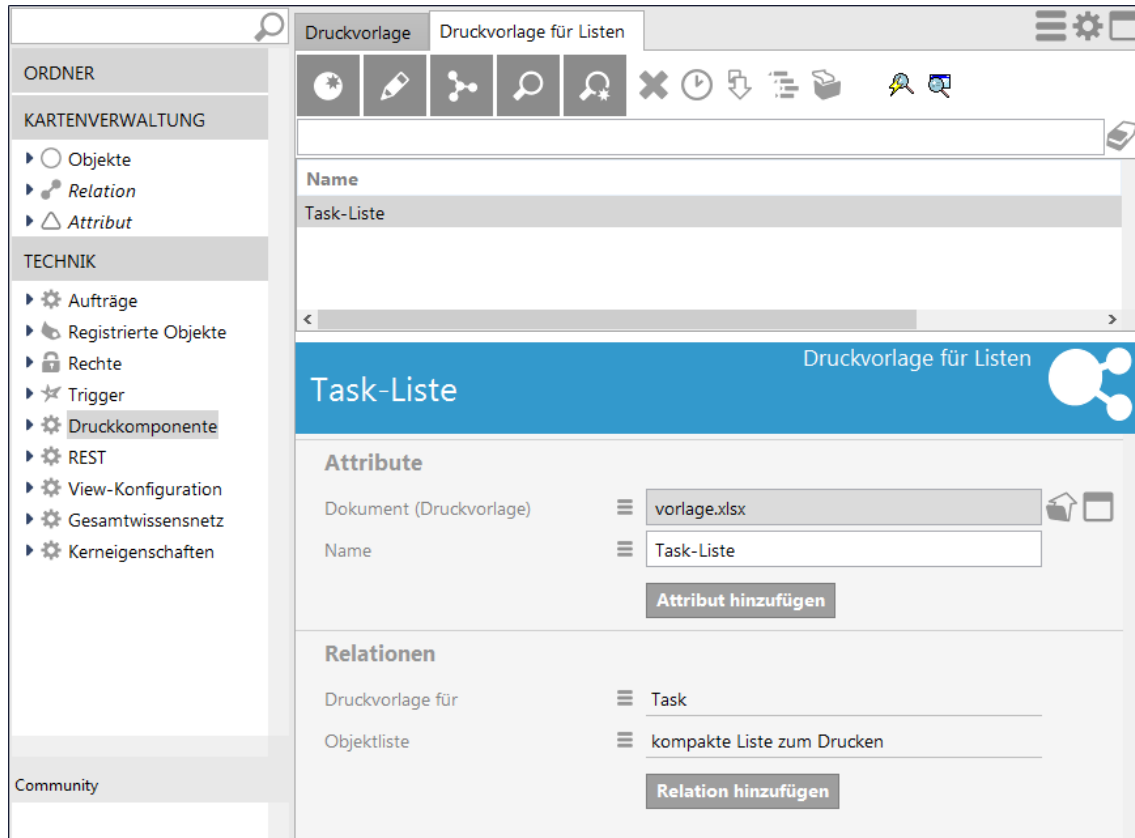 ORDNER
KARTENVERWALTUNG
Objekte
Relation
Attribut
TECHNIK
Aufträge
Registrierte Objekte
Rechte
Trigger
Druckkomponente
REST
View-Konfiguration
Gesamtwissensnetz
Kerneigenschaften
Community
Druckvorlage
Druckvorlage für Listen
Name
Task-Liste
Druckvorlage für Listen
Task-Liste
Attribute
Dokument (Druckvorlage) vorlage.xlsx
Name Task-Liste
Attribut hinzufügen
Relationen
Druckvorlage für Task
Objektliste kompakte Liste zum Drucken
Relation hinzufügen